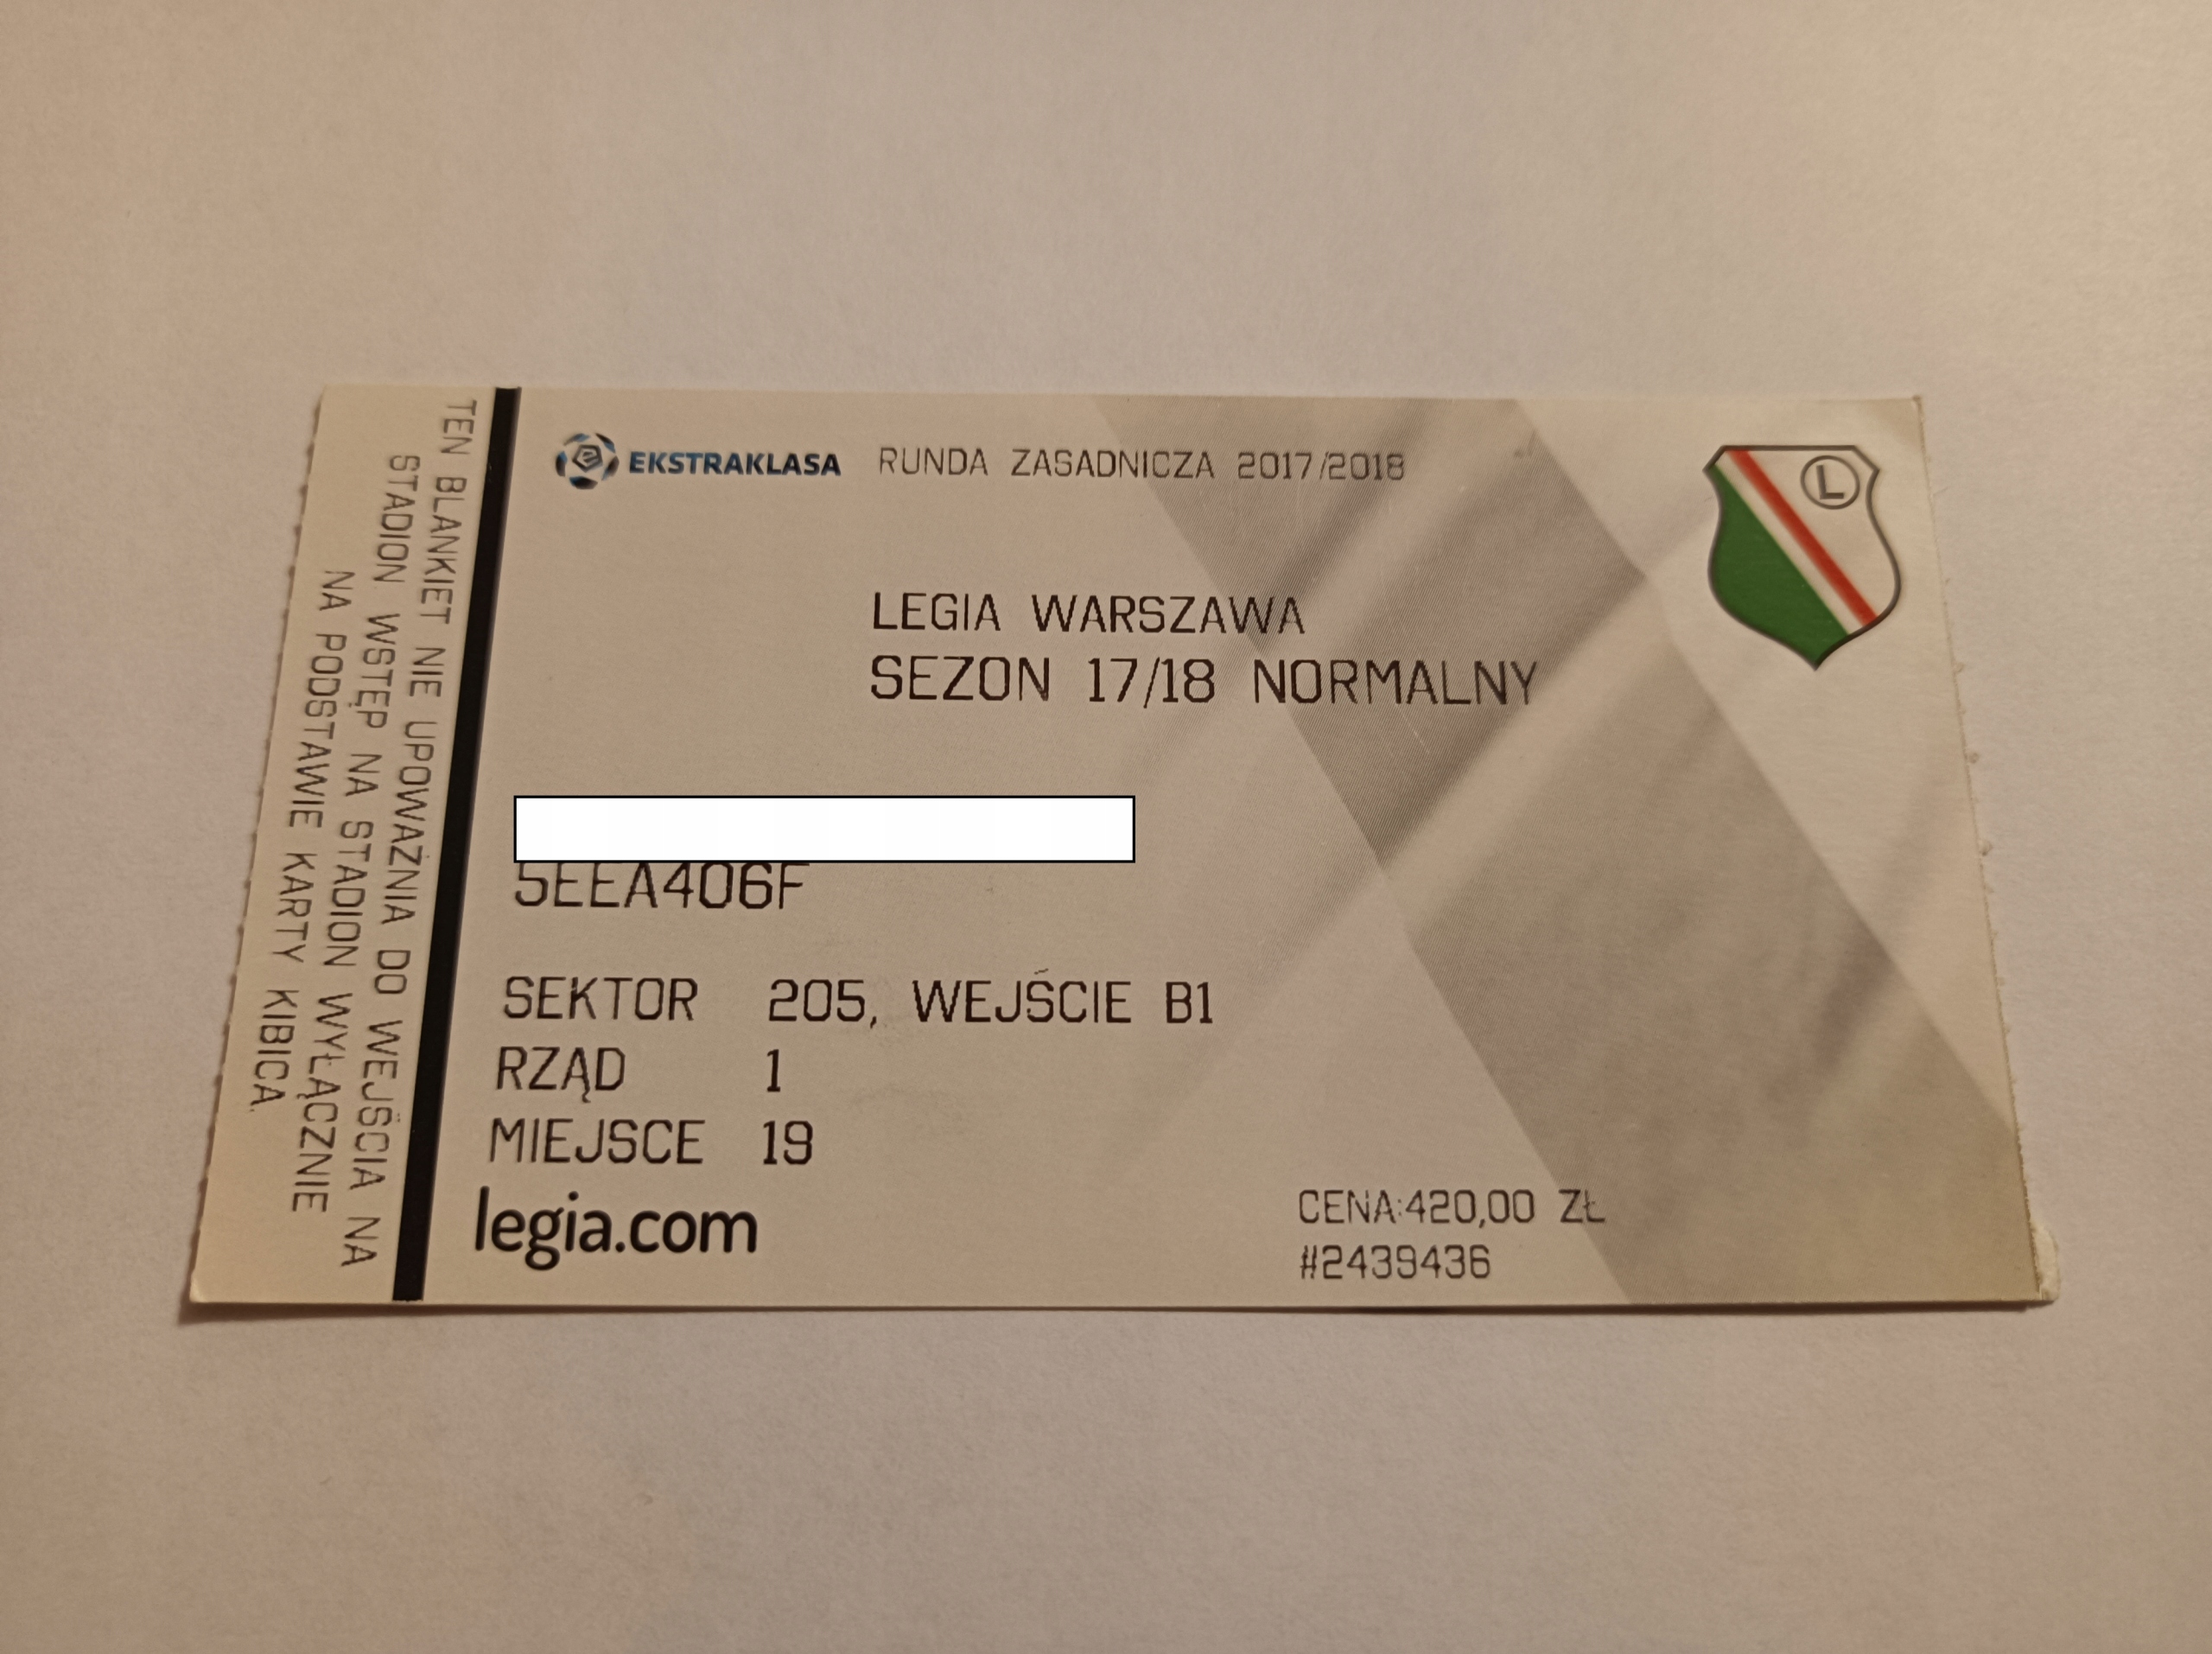 TEN BLANKIET NIE UPOWAŻNIA DO WEJŚCIA NA
STADION WSTĘP NA STADION WYŁĄCZNIE
NA PODSTAWIE KARTY KIBICA.
EKSTRAKLASA RUNDA ZASADNICZA 2017/2018
L
LEGIA WARSZAWA
SEZON 17/18 NORMALNY
5EEA406F
SEKTOR 205, WEJŚCIE B1
RZĄD 1
MIEJSCE 19
legia.com
CENA:420,00 ZŁ
#2439436